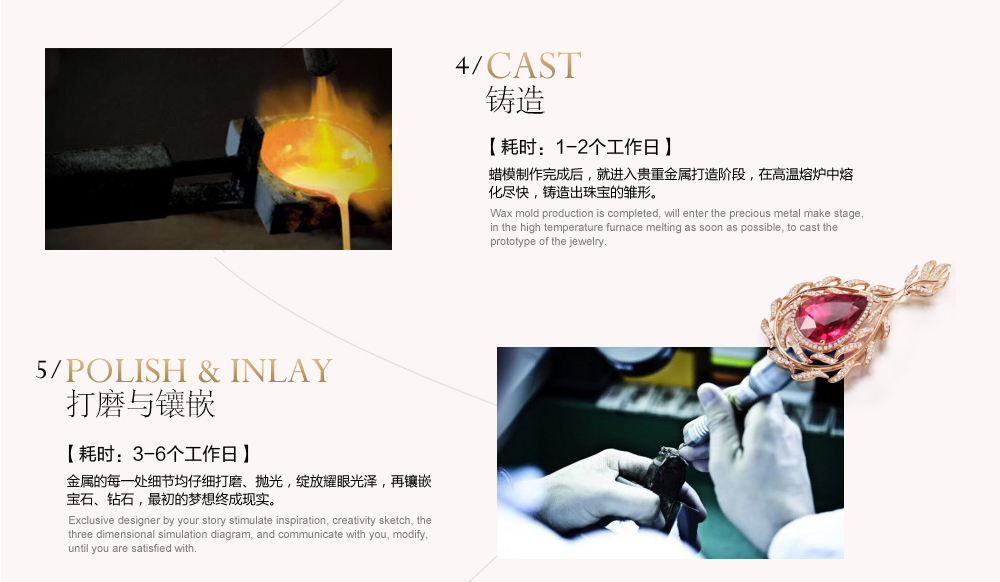 4/CAST
铸造
【 耗时：1-2个工作日 】
蜡模制作完成后，就进入贵重金属打造阶段，在高温熔炉中熔
化尽快，铸造出珠宝的雏形。
Wax mold production is completed, will enter the precious metal make stage,
in the high temperature furnace melting as soon as possible, to cast the
prototype of the jewelry.
5/POLISH & INLAY
打磨与镶嵌
【 耗时：3-6个工作日 】
金属的每一处细节均仔细打磨、抛光，绽放耀眼光泽，再镶嵌
宝石、钻石，最初的梦想终成现实。
Exclusive designer by your story stimulate inspiration, creativity sketch, the
three dimensional simulation diagram, and communicate with you, modify,
until you are satisfied with.